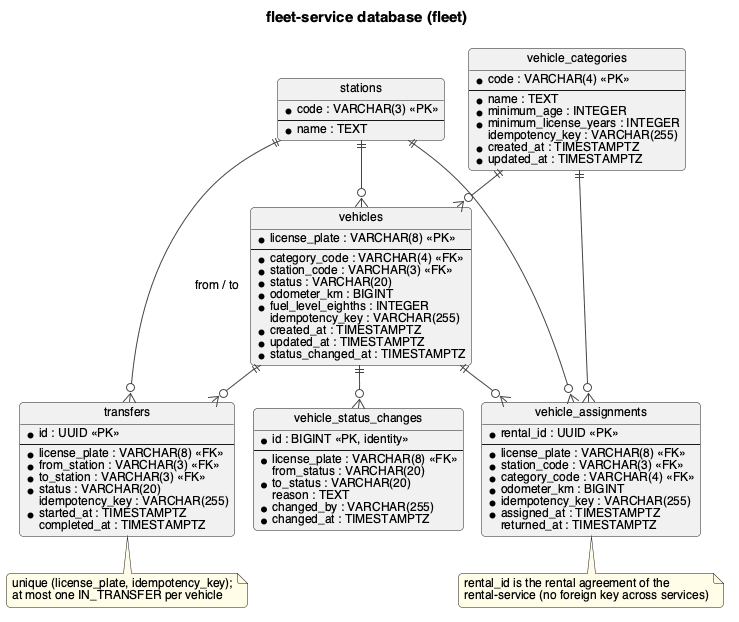 fleet-service database (fleet)
stations
code : VARCHAR(3) «PK»
name : TEXT
vehicle_categories
code : VARCHAR(4) «PK»
name : TEXT
minimum_age : INTEGER
minimum_license_years : INTEGER
idempotency_key : VARCHAR(255)
created_at : TIMESTAMPTZ
updated_at : TIMESTAMPTZ
vehicles
license_plate : VARCHAR(8) «PK»
category_code : VARCHAR(4) «FK»
station_code : VARCHAR(3) «FK»
status : VARCHAR(20)
odometer_km : BIGINT
fuel_level_eighths : INTEGER
idempotency_key : VARCHAR(255)
created_at : TIMESTAMPTZ
updated_at : TIMESTAMPTZ
status_changed_at : TIMESTAMPTZ
from / to
transfers
id : UUID «PK»
license_plate : VARCHAR(8) «FK»
from_station : VARCHAR(3) «FK»
to_station : VARCHAR(3) «FK»
status : VARCHAR(20)
idempotency_key : VARCHAR(255)
started_at : TIMESTAMPTZ
completed_at : TIMESTAMPTZ
vehicle_status_changes
id : BIGINT «PK, identity»
license_plate : VARCHAR(8) «FK»
from_status : VARCHAR(20)
to_status : VARCHAR(20)
reason : TEXT
changed_by : VARCHAR(255)
changed_at : TIMESTAMPTZ
vehicle_assignments
rental_id : UUID «PK»
license_plate : VARCHAR(8) «FK»
station_code : VARCHAR(3) «FK»
category_code : VARCHAR(4) «FK»
odometer_km : BIGINT
idempotency_key : VARCHAR(255)
assigned_at : TIMESTAMPTZ
returned_at : TIMESTAMPTZ
unique (license_plate, idempotency_key);
at most one IN_TRANSFER per vehicle
rental_id is the rental agreement of the
rental-service (no foreign key across services)